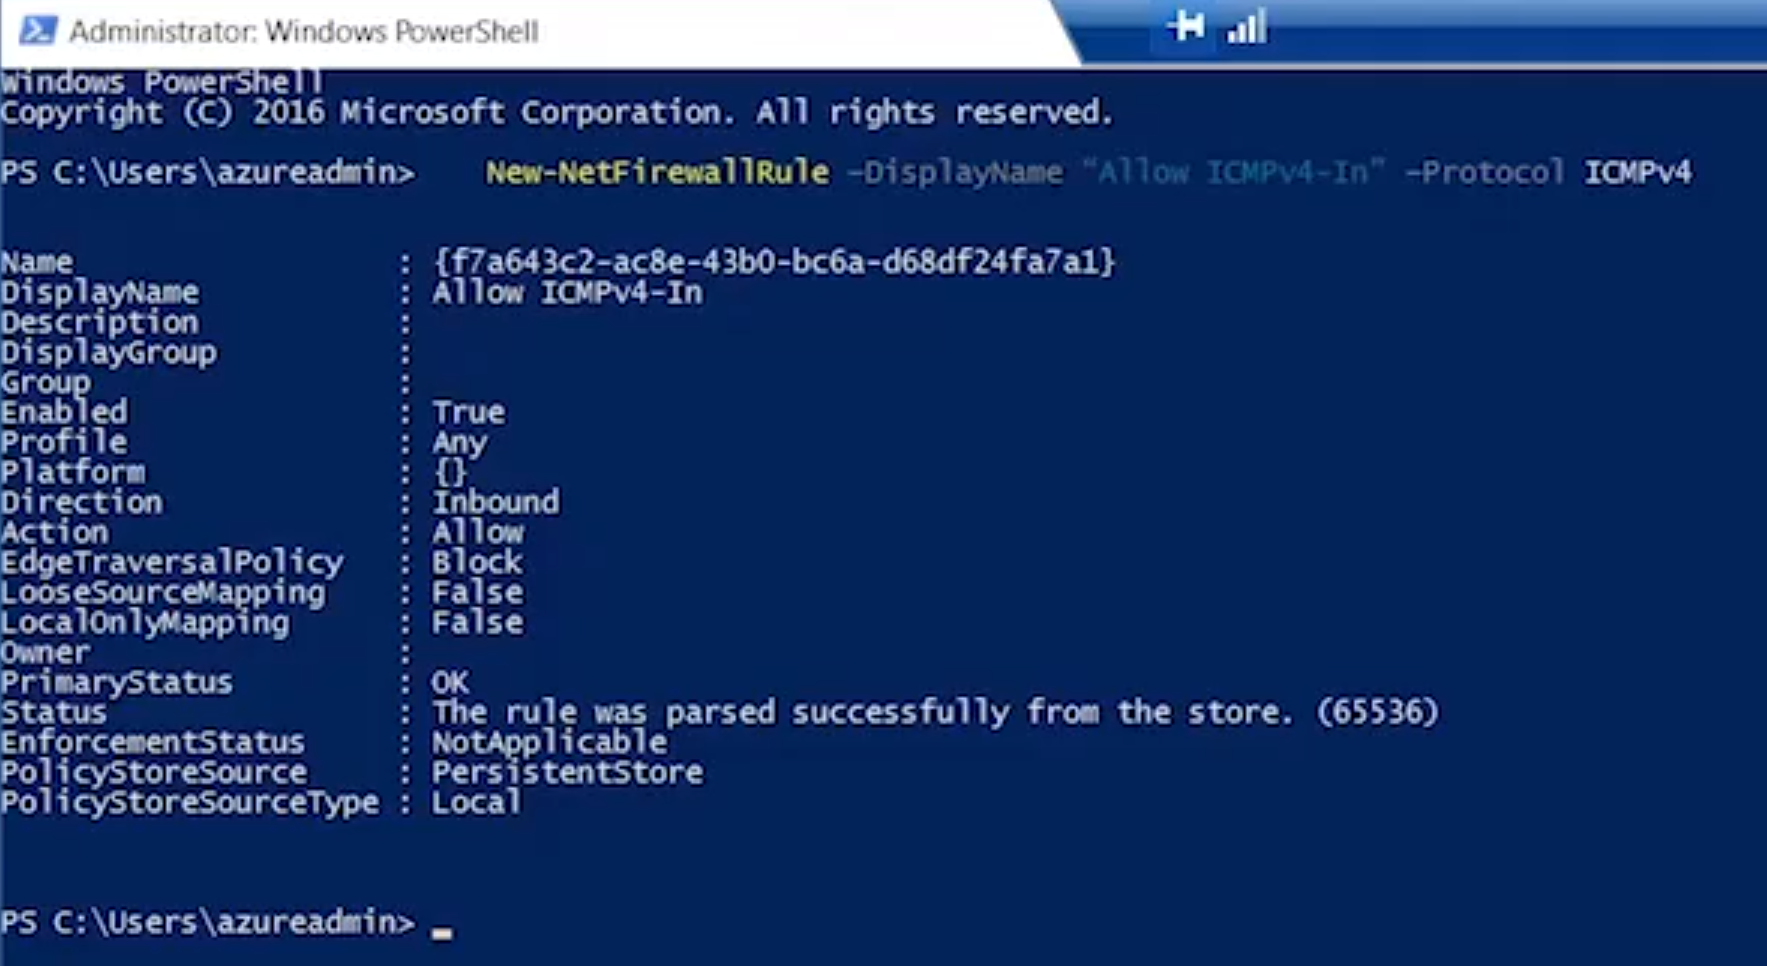 Administrator: Windows PowerShell
Windows PowerShell
Copyright (C) 2016 Microsoft Corporation. All rights reserved.
PS C:\Users\azureadmin>    New-NetFirewallRule –DisplayName “Allow ICMPv4-In” –Protocol ICMPv4
Name                  : {f7a643c2-ac8e-43b0-bc6a-d68df24fa7a1}
DisplayName           : Allow ICMPv4-In
Description           :
DisplayGroup          :
Group                 :
Enabled               : True
Profile               : Any
Platform              : {}
Direction             : Inbound
Action                : Allow
EdgeTraversalPolicy   : Block
LooseSourceMapping    : False
LocalOnlyMapping      : False
Owner                 :
PrimaryStatus         : OK
Status                : The rule was parsed successfully from the store. (65536)
EnforcementStatus     : NotApplicable
PolicyStoreSource     : PersistentStore
PolicyStoreSourceType : Local
PS C:\Users\azureadmin> _